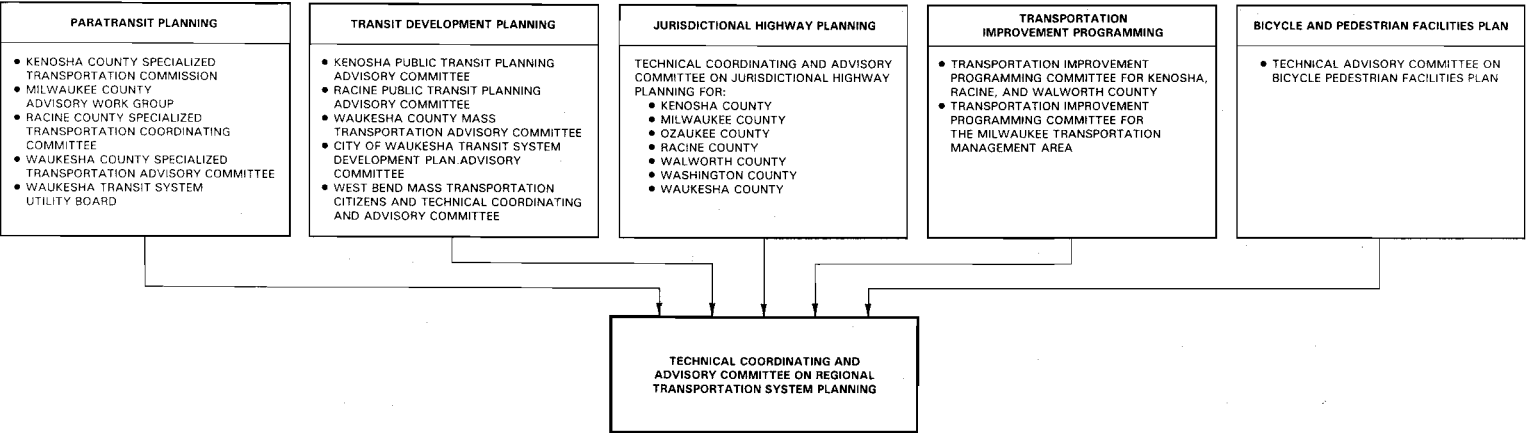 PARATRANSIT PLANNING
● KENOSHA COUNTY SPECIALIZED
TRANSPORTATION COMMISSION
● MILWAUKEE COUNTY
ADVISORY WORK GROUP
● RACINE COUNTY SPECIALIZED
TRANSPORTATION COORDINATING
COMMITTEE
● WAUKESHA COUNTY SPECIALIZED
TRANSPORTATION ADVISORY COMMITTEE
● WAUKESHA TRANSIT SYSTEM
UTILITY BOARD
TRANSIT DEVELOPMENT PLANNING
● KENOSHA PUBLIC TRANSIT PLANNING
ADVISORY COMMITTEE
● RACINE PUBLIC TRANSIT PLANNING
ADVISORY COMMITTEE
● WAUKESHA COUNTY MASS
TRANSPORTATION ADVISORY COMMITTEE
● CITY OF WAUKESHA TRANSIT SYSTEM
DEVELOPMENT PLAN ADVISORY
COMMITTEE
● WEST BEND MASS TRANSPORTATION
CITIZENS AND TECHNICAL COORDINATING
AND ADVISORY COMMITTEE
JURISDICTIONAL HIGHWAY PLANNING
TECHNICAL COORDINATING AND ADVISORY
COMMITTEE ON JURISDICTIONAL HIGHWAY
PLANNING FOR:
● KENOSHA COUNTY
● MILWAUKEE COUNTY
● OZAUKEE COUNTY
● RACINE COUNTY
● WALWORTH COUNTY
● WASHINGTON COUNTY
● WAUKESHA COUNTY
TRANSPORTATION
IMPROVEMENT PROGRAMMING
● TRANSPORTATION IMPROVEMENT
PROGRAMMING COMMITTEE FOR KENOSHA,
RACINE, AND WALWORTH COUNTY
● TRANSPORTATION IMPROVEMENT
PROGRAMMING COMMITTEE FOR
THE MILWAUKEE TRANSPORTATION
MANAGEMENT AREA
BICYCLE AND PEDESTRIAN FACILITIES PLAN
● TECHNICAL ADVISORY COMMITTEE ON
BICYCLE PEDESTRIAN FACILITIES PLAN
TECHNICAL COORDINATING AND
ADVISORY COMMITTEE ON REGIONAL
TRANSPORTATION SYSTEM PLANNING